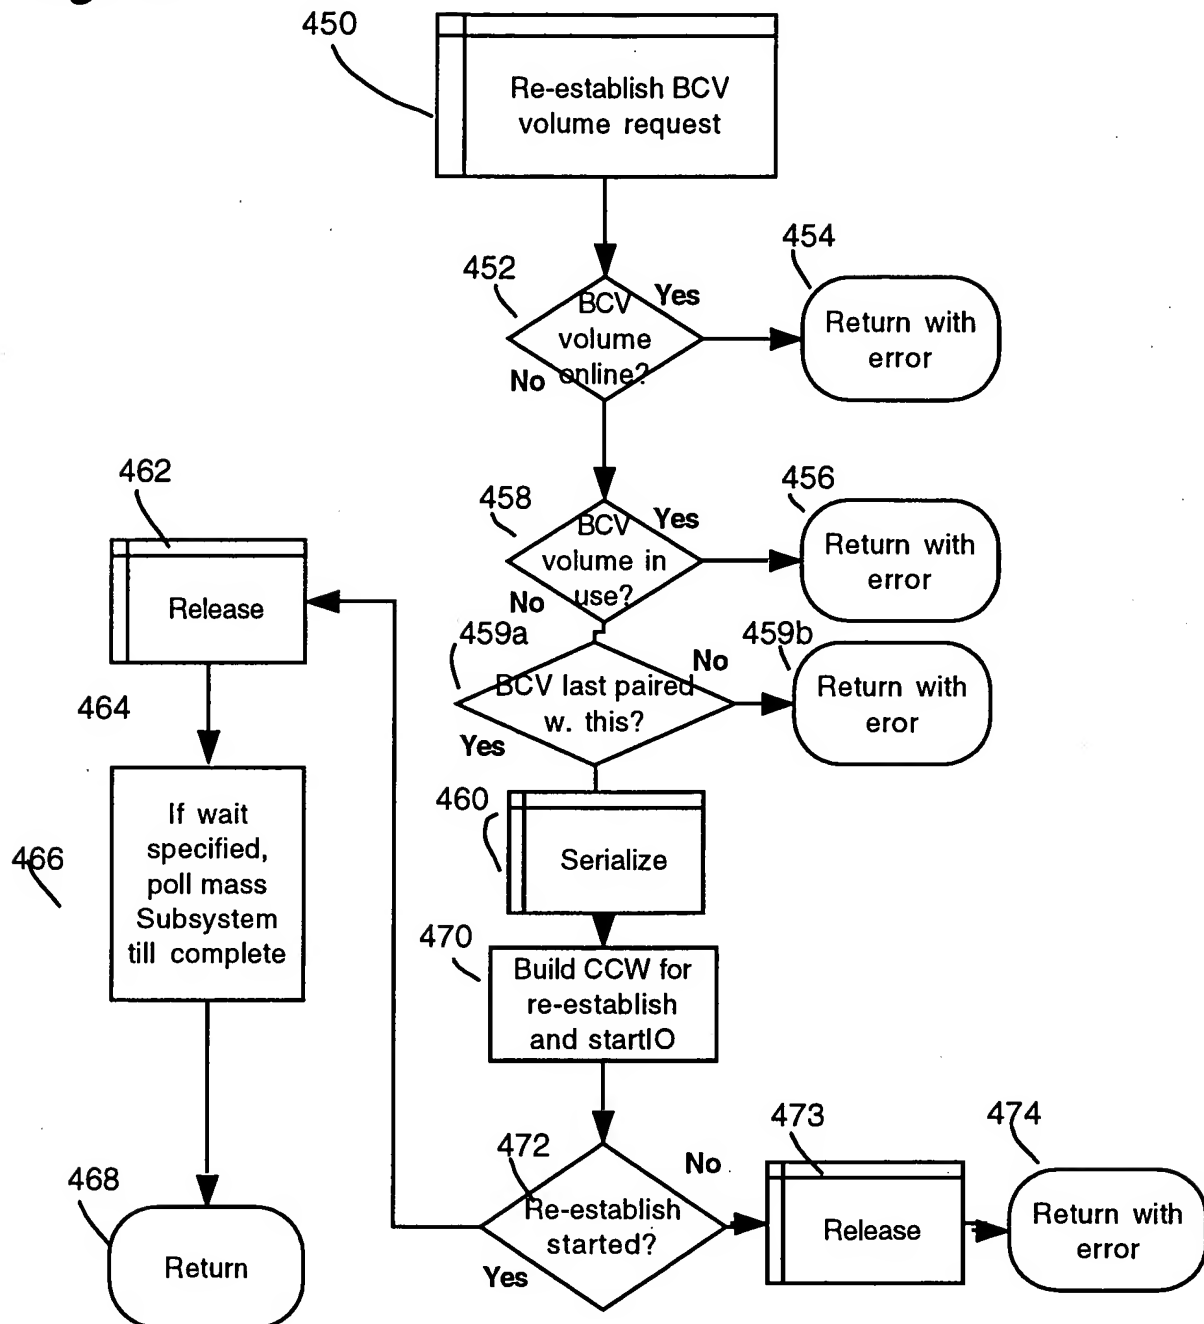 450
Re-establish BCV
volume request
452
BCV
volume
online?
Yes
No
454
Return with
error
458
BCV
volume in
use?
Yes
No
456
Return with
error
459a
BCV last paired
w. this?
No
Yes
459b
Return with
eror
460
Serialize
470
Build CCW for
re-establish
and startIO
472
Re-establish
started?
No
Yes
473
Release
474
Return with
error
462
Release
464
If wait
specified,
poll mass
Subsystem
till complete
466
468
Return